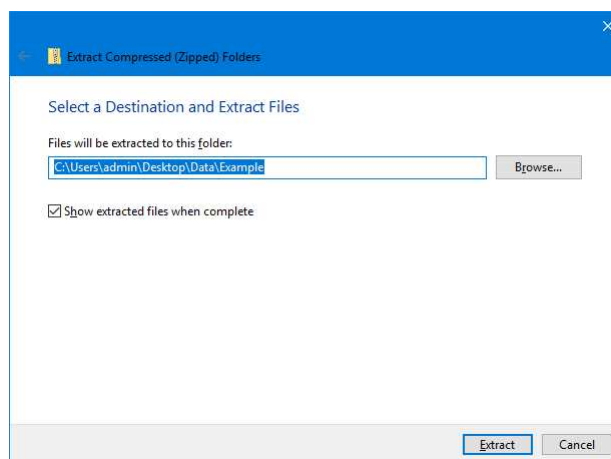 Extract Compressed (Zipped) Folders
Select a Destination and Extract Files
Files will be extracted to this folder:
C:\Users\admin\Desktop\Data\Example
Browse...
Show extracted files when complete
Extract
Cancel